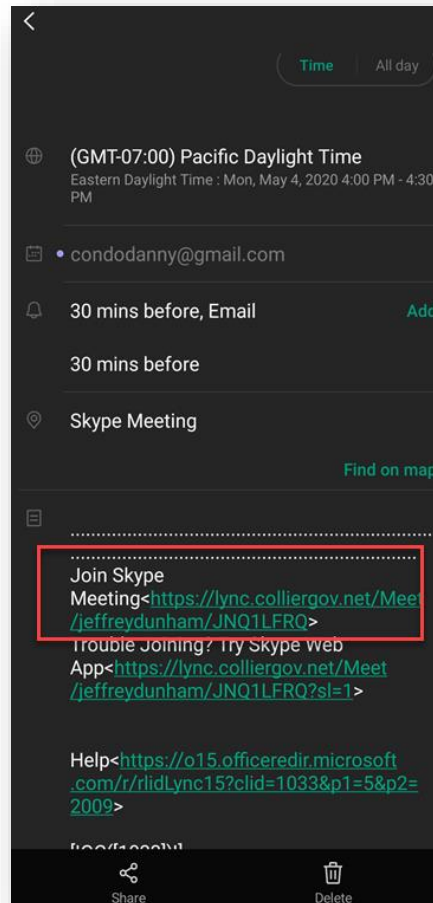 Time All day
(GMT-07:00) Pacific Daylight Time
Eastern Daylight Time : Mon, May 4, 2020 4:00 PM - 4:30
PM
condodanny@gmail.com
30 mins before, Email Add
30 mins before
Skype Meeting
Find on map
................................................................................
...........................................................................
Join Skype
Meeting<https://lync.colliergov.net/Meet
/jeffreydunham/JNQ1LFRQ>
Trouble Joining? Try Skype Web
App<https://lync.colliergov.net/Meet
/jeffreydunham/JNQ1LFRQ?sl=1>
Help<https://o15.officeredir.microsoft
.com/r/rlidLync15?clid=1033&p1=5&p2=
2009>
Share Delete